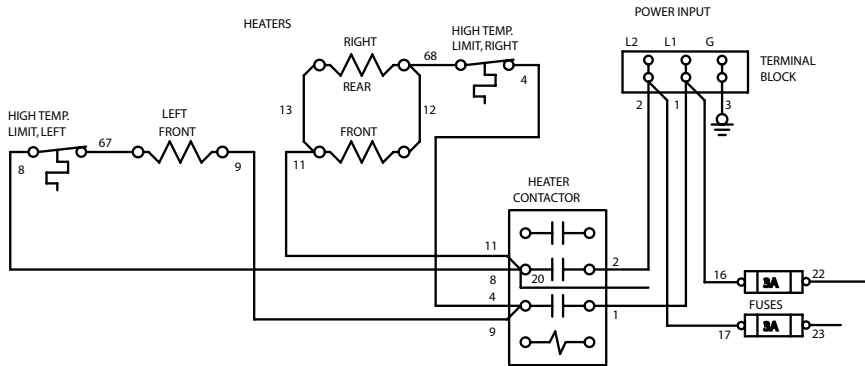 POWER INPUT
HEATERS
L2 L1 G
RIGHT
REAR
68
HIGH TEMP.
LIMIT, RIGHT
4
TERMINAL
BLOCK
13
12
2 1 3
HIGH TEMP.
LIMIT, LEFT
67
LEFT
FRONT
FRONT
8
9
11
HEATER
CONTACTOR
11
2
8
20
4
1
9
16
3A
22
FUSES
17
3A
23